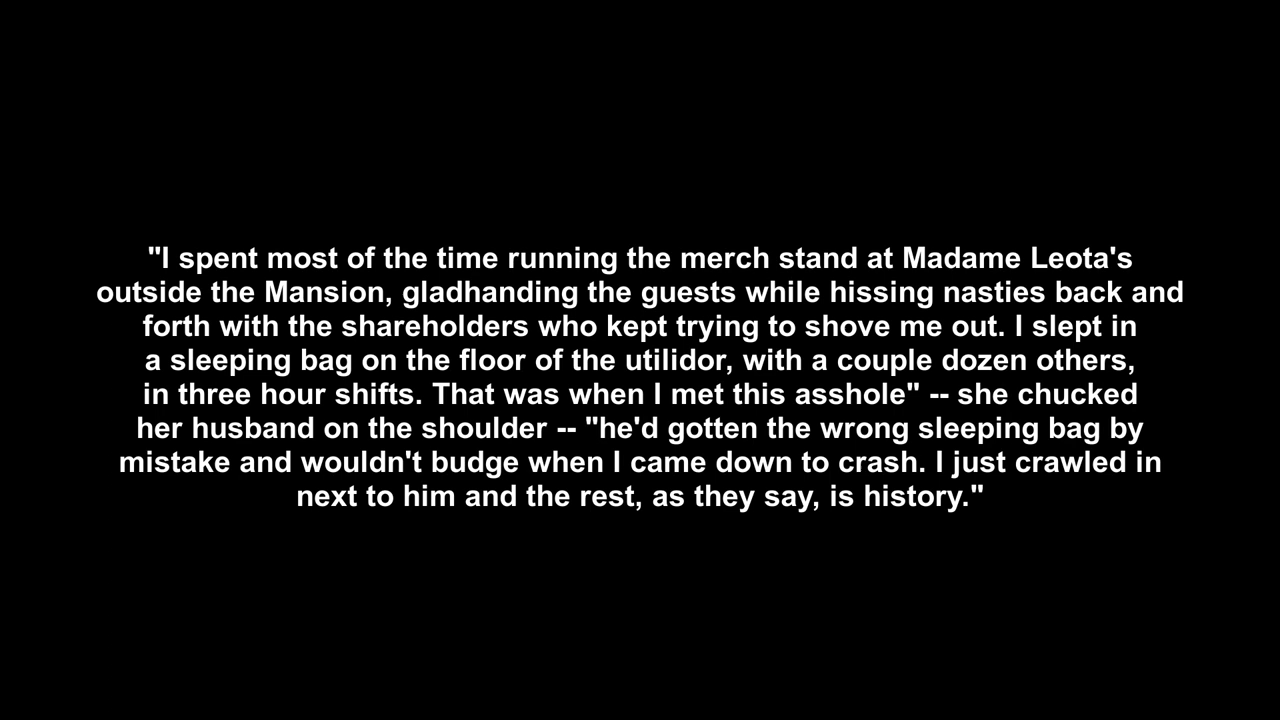 "I spent most of the time running the merch stand at Madame Leota's
outside the Mansion, gladhanding the guests while hissing nasties back and
forth with the shareholders who kept trying to shove me out. I slept in
a sleeping bag on the floor of the utilidor, with a couple dozen others,
in three hour shifts. That was when I met this asshole" -- she chucked
her husband on the shoulder -- "he'd gotten the wrong sleeping bag by
mistake and wouldn't budge when I came down to crash. I just crawled in
next to him and the rest, as they say, is history."